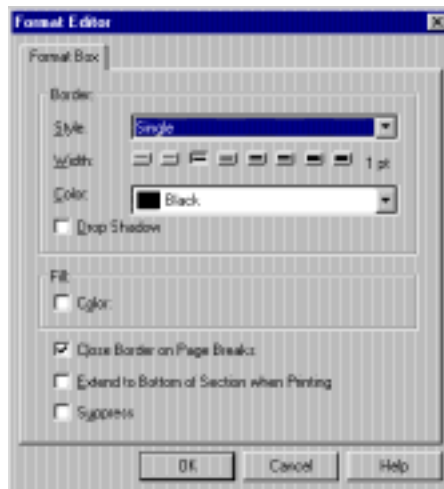 Format Editor
Format Box
Border:
Style: Single
Width: 1 pt
Color: Black
Drop Shadow
Fill:
Color:
Close Border on Page Breaks
Extend to Bottom of Section when Printing
Suppress
OK Cancel Help